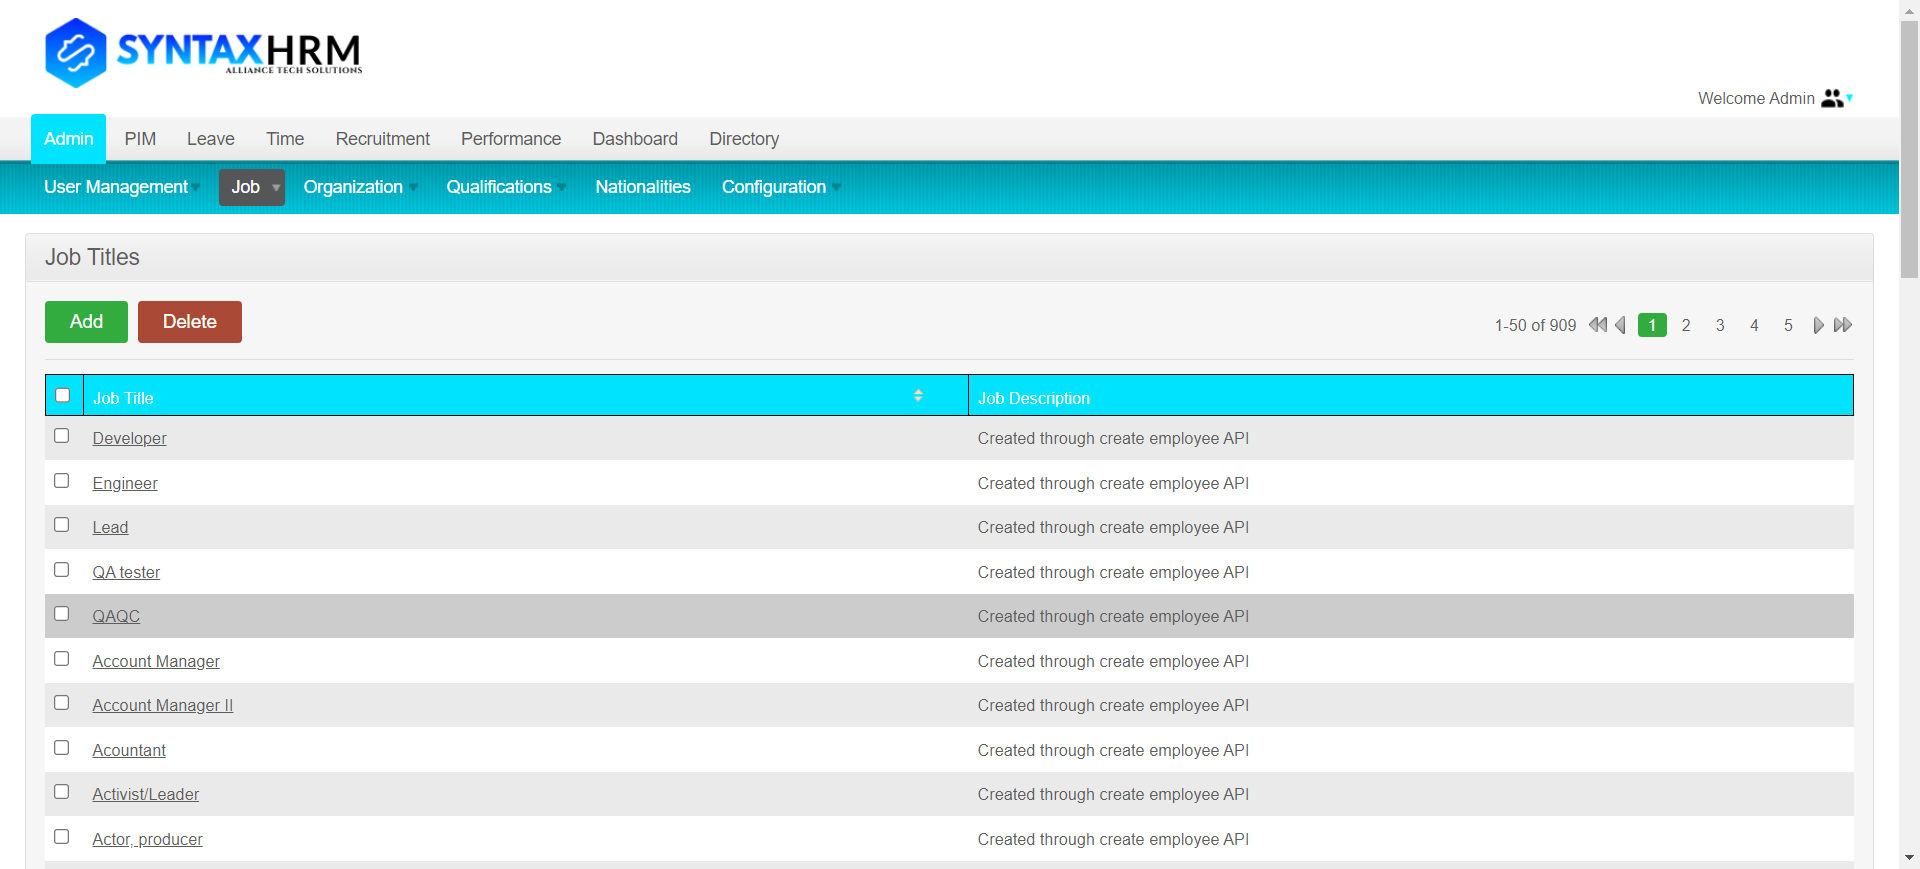 SYNTAXHRM
ALLIANCE TECH SOLUTIONS
Welcome Admin
Admin PIM Leave Time Recruitment Performance Dashboard Directory
User Management Job Organization Qualifications Nationalities Configuration
Job Titles
Add Delete 1-50 of 909 1 2 3 4 5
Job Title Job Description
Developer Created through create employee API
Engineer Created through create employee API
Lead Created through create employee API
QA tester Created through create employee API
QAQC Created through create employee API
Account Manager Created through create employee API
Account Manager II Created through create employee API
Acountant Created through create employee API
Activist/Leader Created through create employee API
Actor, producer Created through create employee API